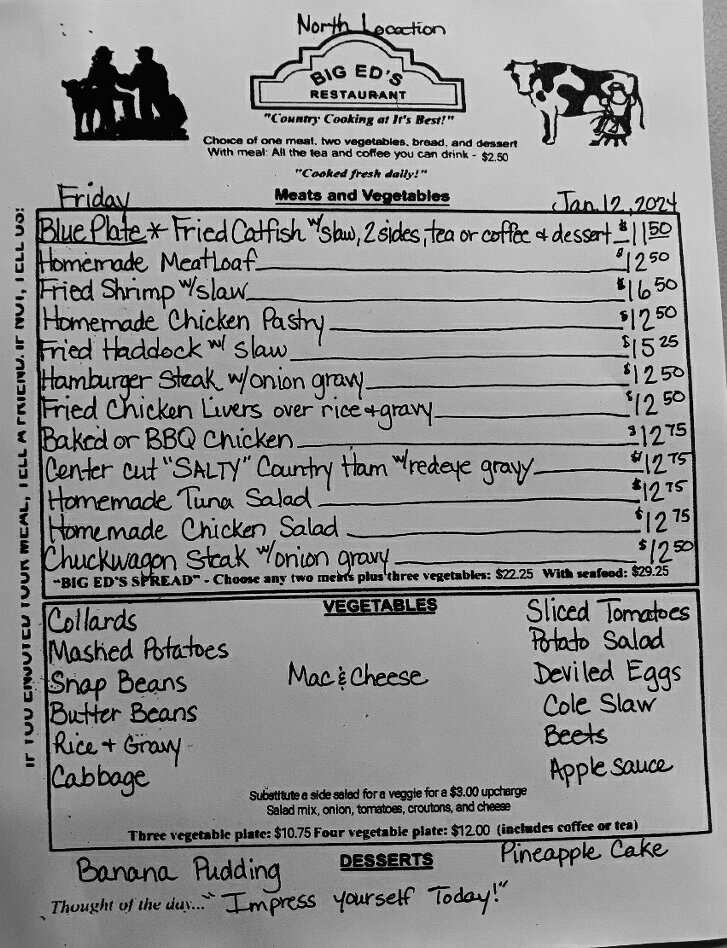 North Location
BIG ED'S
RESTAURANT
"Country Cooking at It's Best!"
Choice of one meat, two vegetables, bread, and dessert
With meal: All the tea and coffee you can drink - $2.50
"Cooked fresh daily!"
Friday Meats and Vegetables Jan. 12, 2024
Blue Plate * Fried Catfish w/slaw, 2 sides, tea or coffee & dessert $11.50
Homemade Meatloaf $12.50
Fried Shrimp w/slaw $16.50
Homemade Chicken Pastry $12.50
Fried Haddock w/ slaw $15.25
Hamburger Steak w/onion gravy $12.50
Fried Chicken Livers over rice + gravy $12.50
Baked or BBQ Chicken $12.75
Center cut "SALTY" Country Ham w/redeye gravy $12.75
Homemade Tuna Salad $12.75
Homemade Chicken Salad $12.75
Chuckwagon Steak w/onion gravy $12.50
"BIG ED'S SPREAD" - Choose any two meats plus three vegetables: $22.25 With seafood: $29.25
IF YOU ENJOYED YOUR MEAL, TELL A FRIEND. IF NOT, TELL US!
VEGETABLES
Collards
Mashed Potatoes
Snap Beans
Butter Beans
Rice + Gravy
Cabbage
Mac & Cheese
Sliced Tomatoes
Potato Salad
Deviled Eggs
Cole Slaw
Beets
Apple Sauce
Substitute a side salad for a veggie for a $3.00 upcharge
Salad mix, onion, tomatoes, croutons, and cheese
Three vegetable plate: $10.75 Four vegetable plate: $12.00 (includes coffee or tea)
Banana Pudding DESSERTS Pineapple Cake
Thought of the day... "Impress yourself Today!"